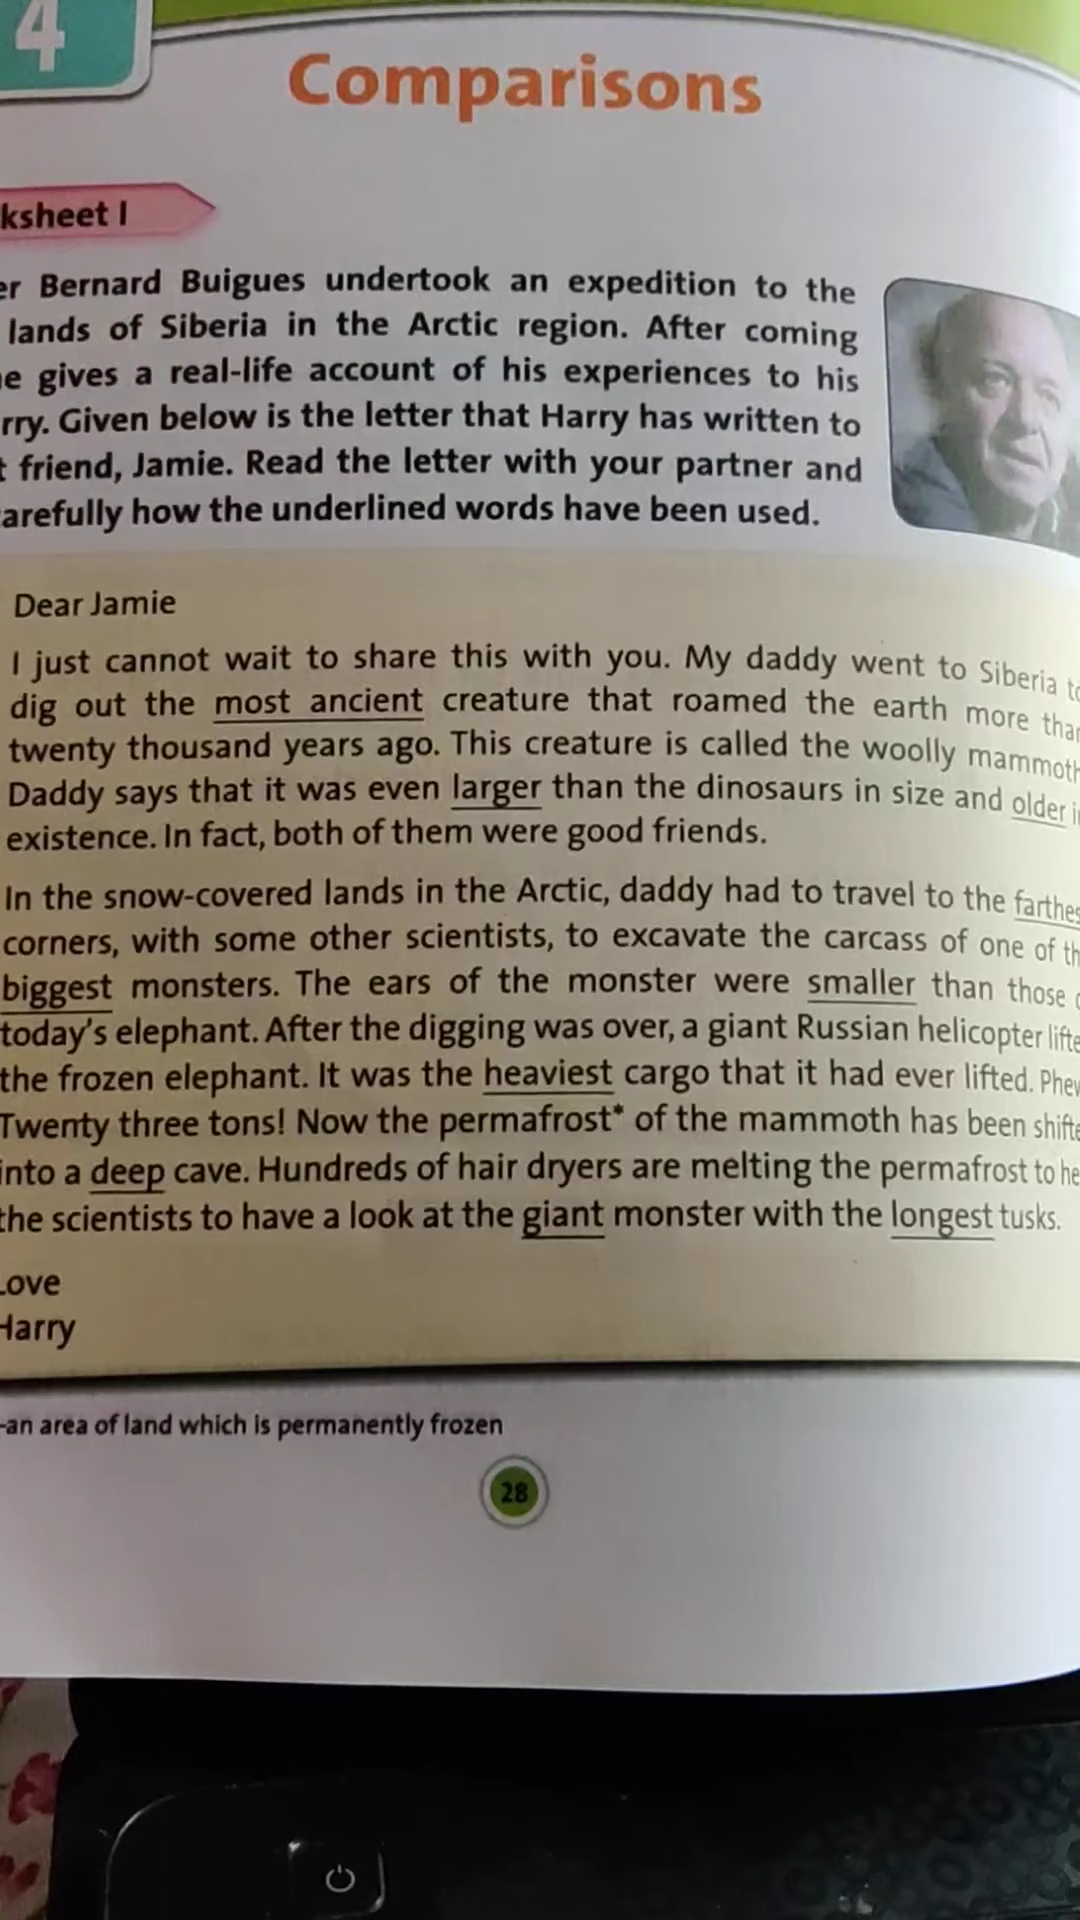 4
Comparisons
ksheet I
er Bernard Buigues undertook an expedition to the
lands of Siberia in the Arctic region. After coming
e gives a real-life account of his experiences to his
rry. Given below is the letter that Harry has written to
t friend, Jamie. Read the letter with your partner and
arefully how the underlined words have been used.
Dear Jamie
I just cannot wait to share this with you. My daddy went to Siberia to
dig out the most ancient creature that roamed the earth more than
twenty thousand years ago. This creature is called the woolly mammoth
Daddy says that it was even larger than the dinosaurs in size and older i
existence. In fact, both of them were good friends.
In the snow-covered lands in the Arctic, daddy had to travel to the farthes
corners, with some other scientists, to excavate the carcass of one of th
biggest monsters. The ears of the monster were smaller than those
today's elephant. After the digging was over, a giant Russian helicopter lifte
the frozen elephant. It was the heaviest cargo that it had ever lifted. Phew
Twenty three tons! Now the permafrost* of the mammoth has been shifte
into a deep cave. Hundreds of hair dryers are melting the permafrost to he
the scientists to have a look at the giant monster with the longest tusks.
Love
Harry
-an area of land which is permanently frozen
28